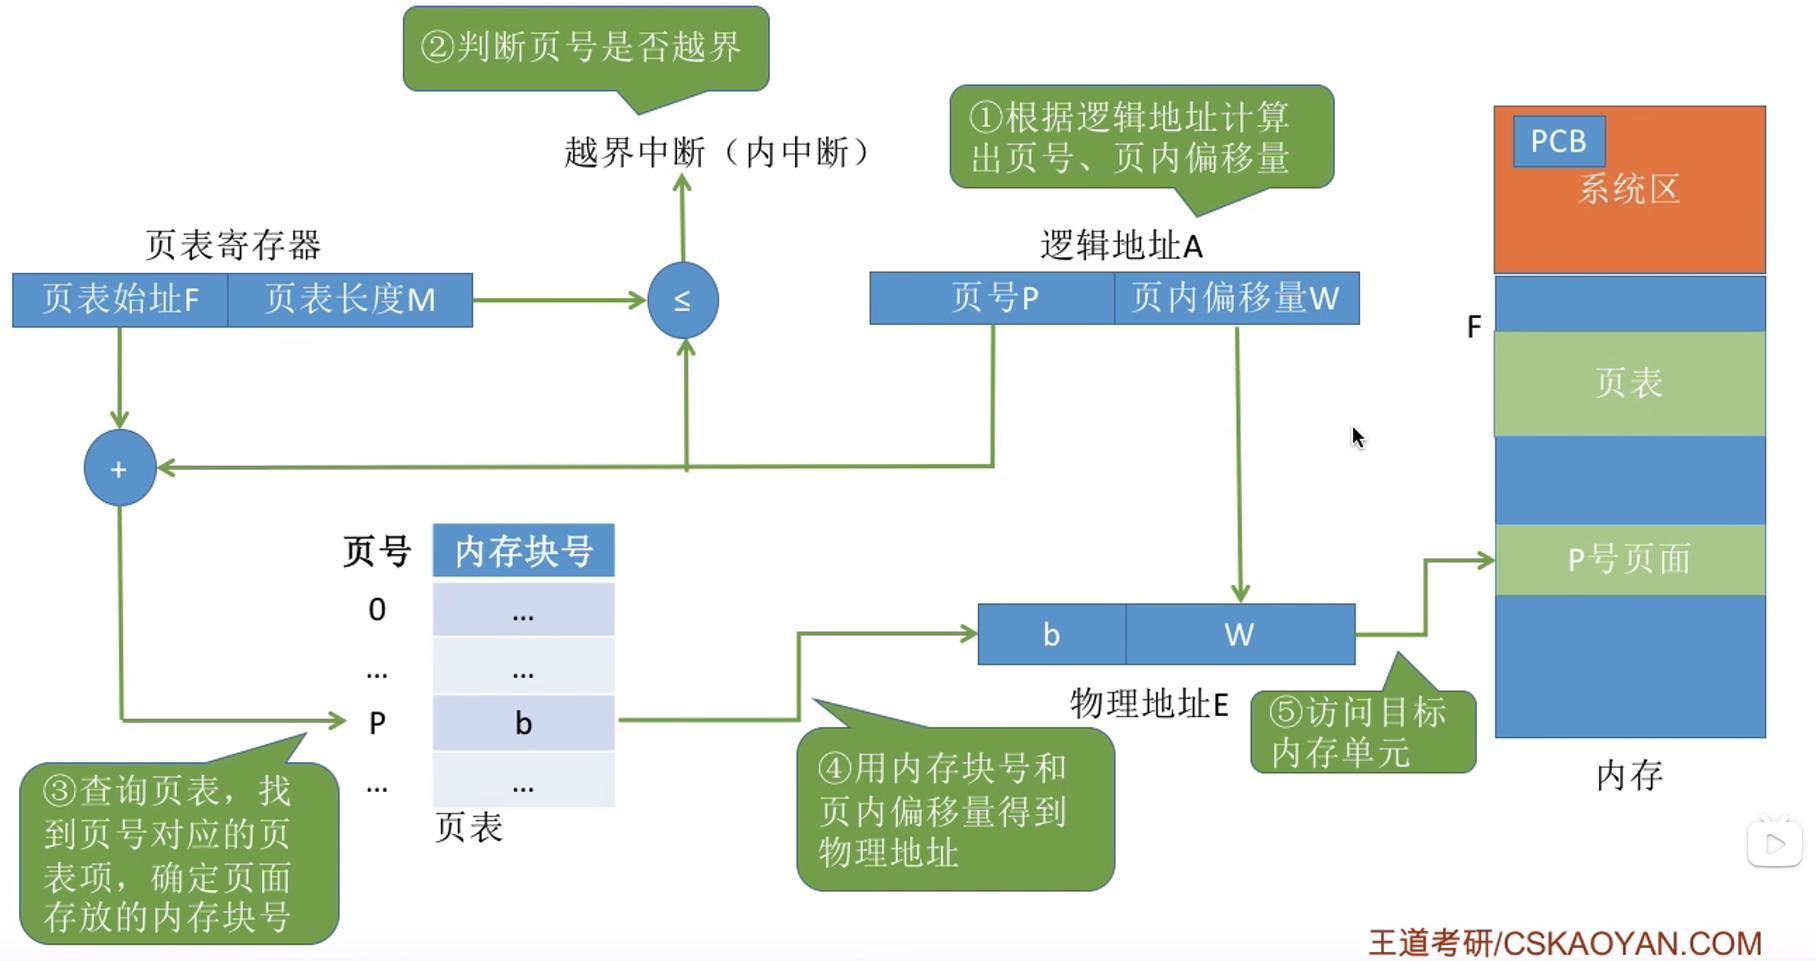 ②判断页号是否越界
①根据逻辑地址计算
出页号、页内偏移量
越界中断（内中断）
PCB
系统区
页表寄存器
逻辑地址A
页表始址F
页表长度M
≤
页号P
页内偏移量W
F
页表
+
页号
内存块号
0
...
...
...
P
b
...
...
页表
P号页面
b
W
物理地址E
⑤访问目标
内存单元
内存
③查询页表，找
到页号对应的页
表项，确定页面
存放的内存块号
④用内存块号和
页内偏移量得到
物理地址
王道考研/CSKAOYAN.COM